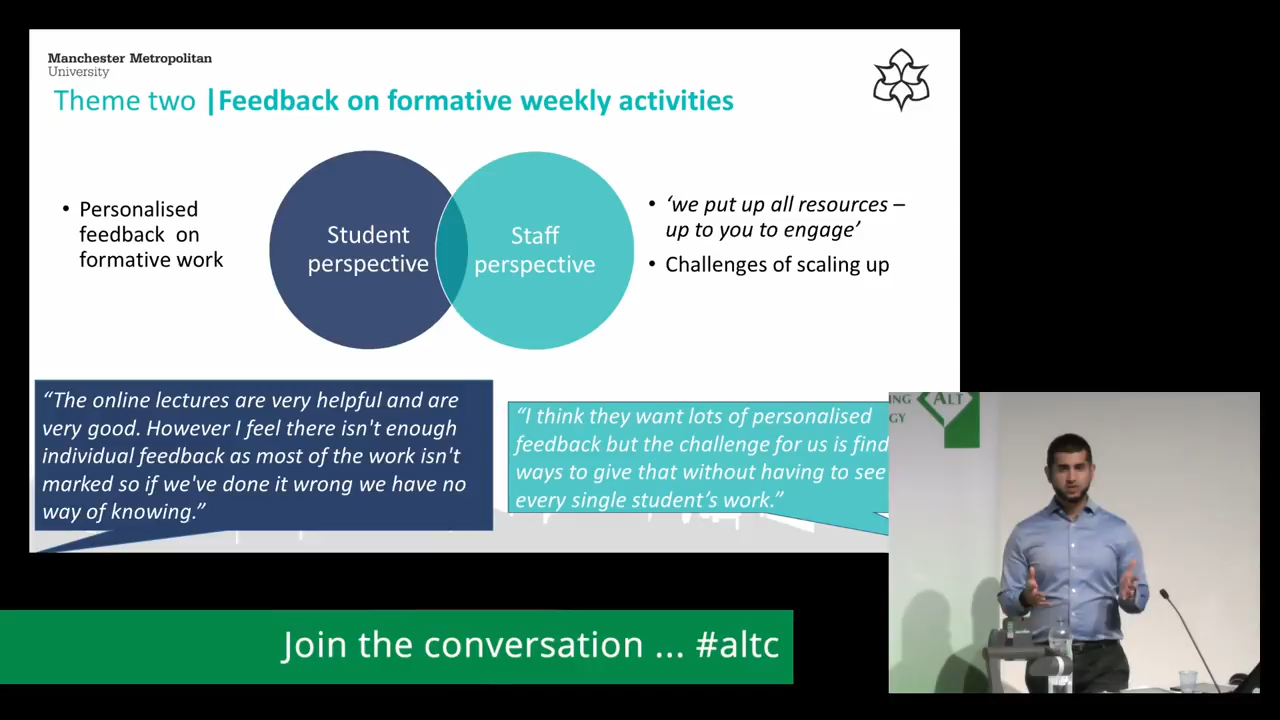 Manchester Metropolitan
University
Theme two |Feedback on formative weekly activities
• Personalised
feedback on
formative work
Student
perspective
Staff
perspective
• ‘we put up all resources –
up to you to engage’
• Challenges of scaling up
“The online lectures are very helpful and are
very good. However I feel there isn't enough
individual feedback as most of the work isn't
marked so if we've done it wrong we have no
way of knowing.”
“I think they want lots of personalised
feedback but the challenge for us is find
ways to give that without having to see
every single student’s work.”
ING
GY
ALT
Join the conversation ... #altc